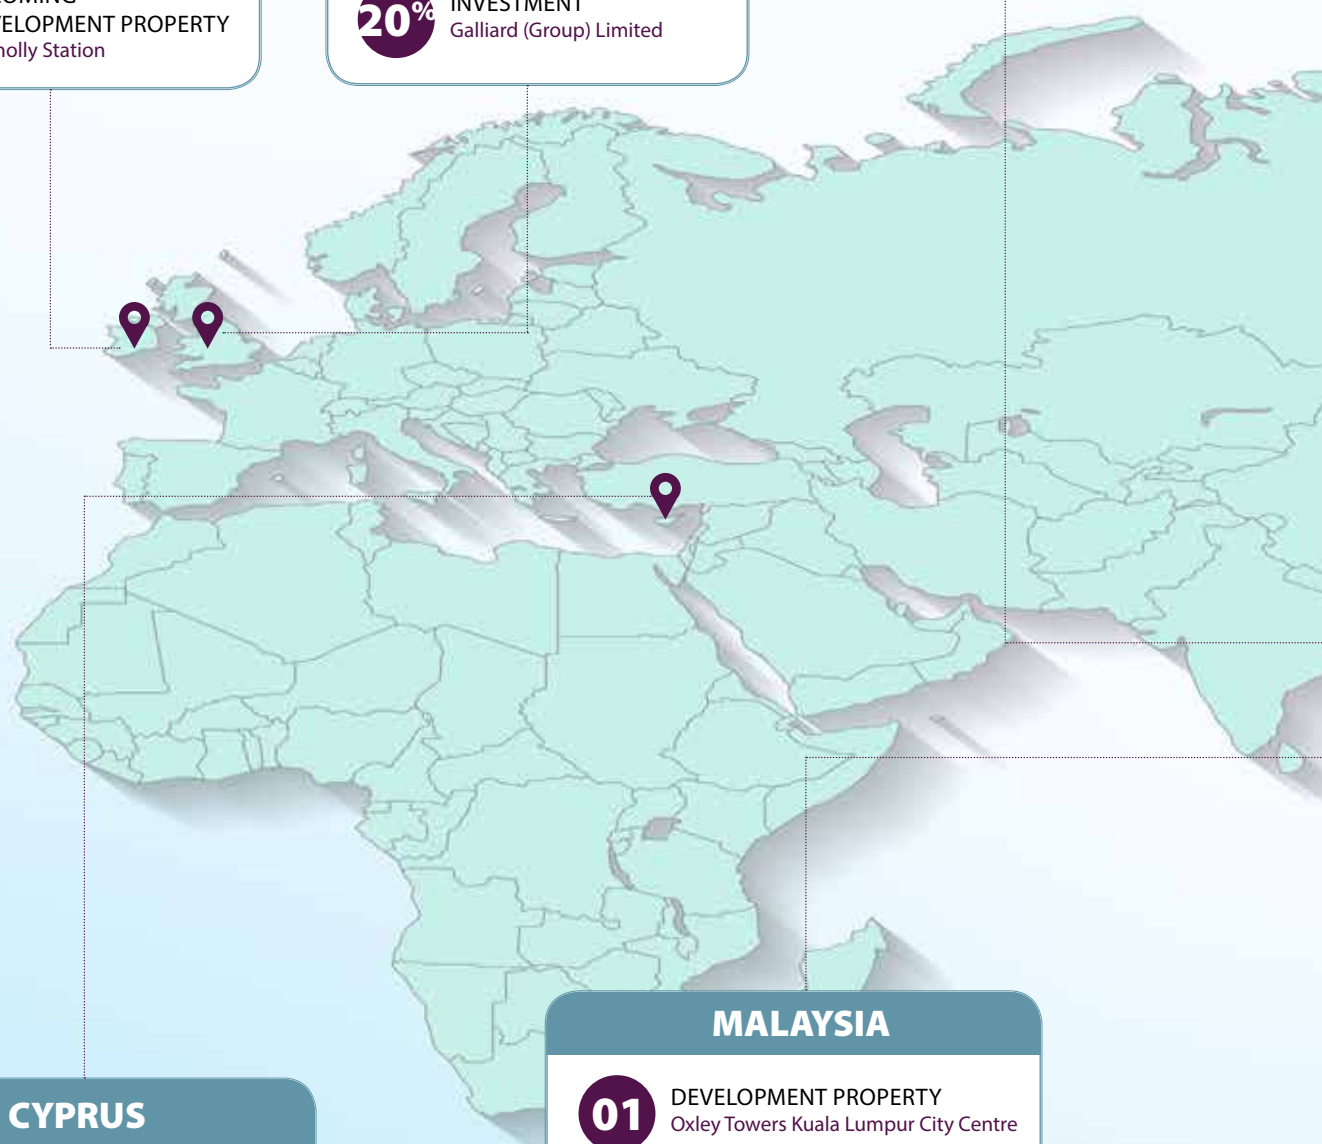 VELOPMENT PROPERTY
nolly Station
20%
INVESTMENT
Galliard (Group) Limited
MALAYSIA
01
DEVELOPMENT PROPERTY
Oxley Towers Kuala Lumpur City Centre
CYPRUS